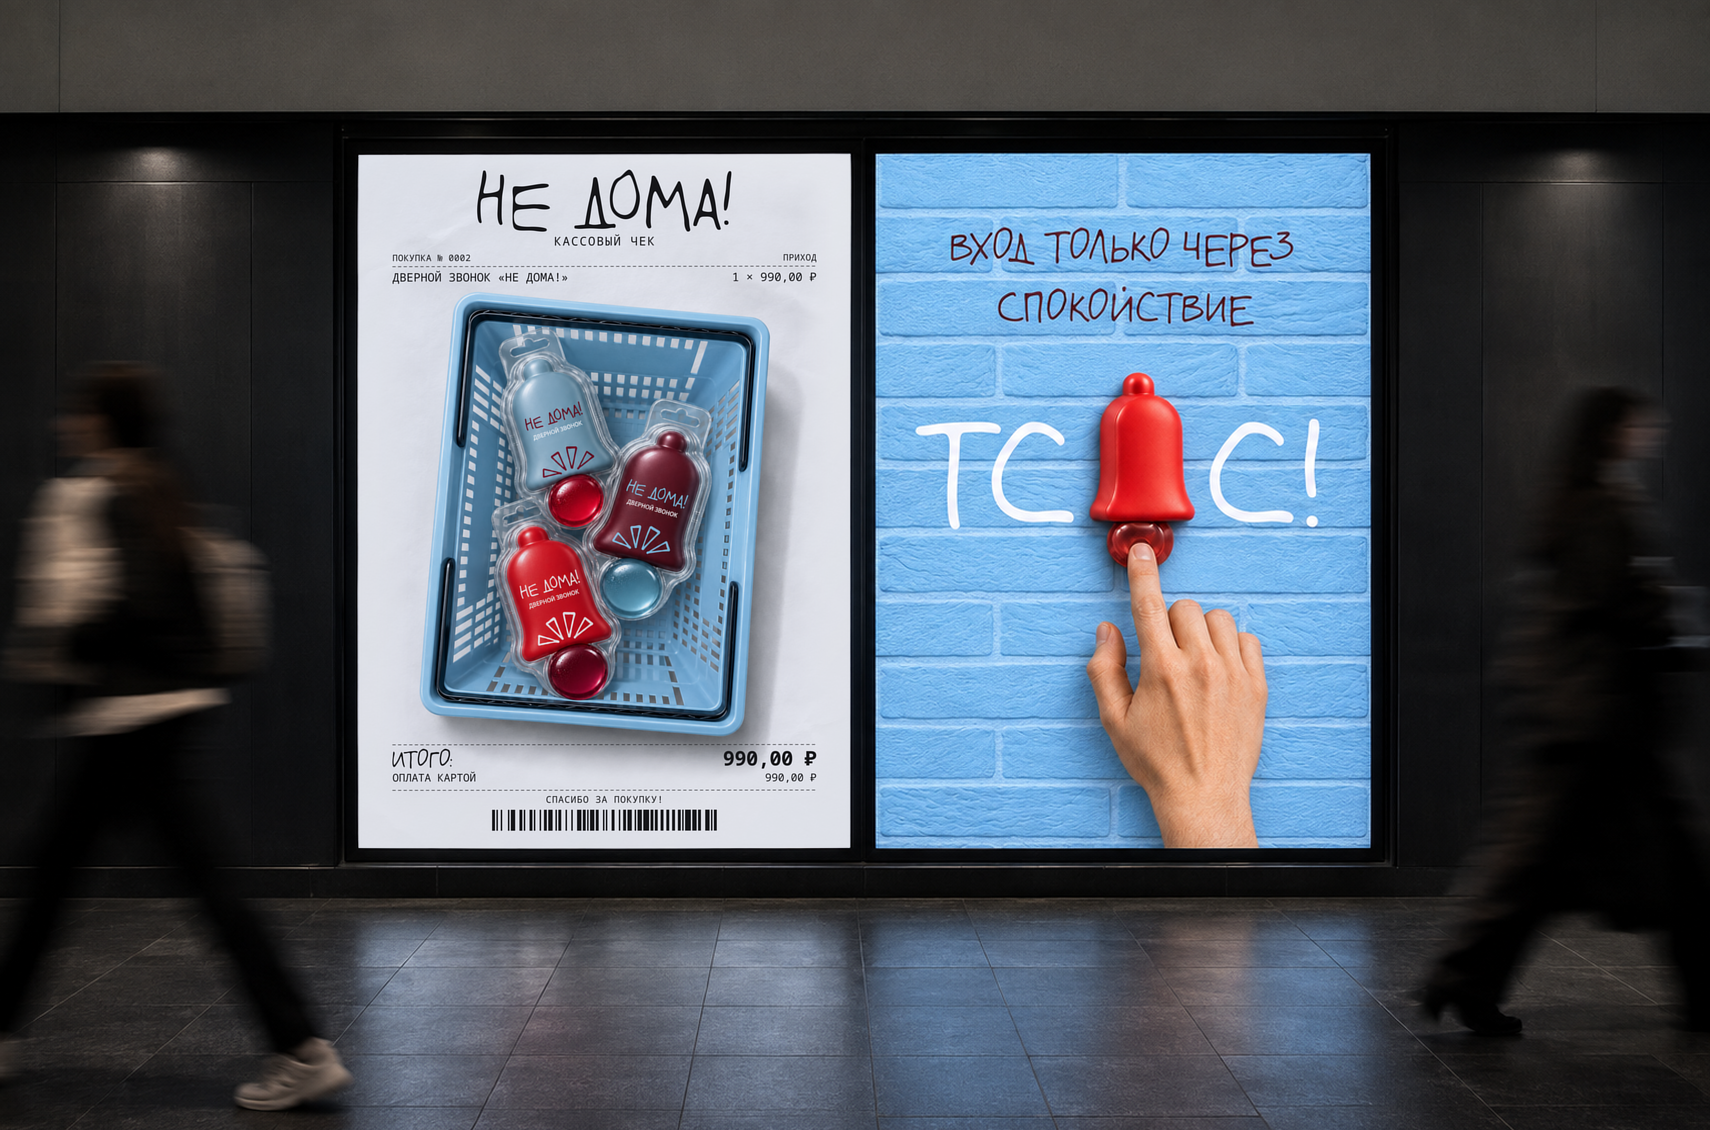 НЕ ДОМА!
КАССОВЫЙ ЧЕК
ПОКУПКА № 0002 ПРИХОД
ДВЕРНОЙ ЗВОНОК «НЕ ДОМА!» 1 × 990,00 ₽
НЕ ДОМА!
ДВЕРНОЙ ЗВОНОК
НЕ ДОМА!
ДВЕРНОЙ ЗВОНОК
НЕ ДОМА!
ДВЕРНОЙ ЗВОНОК
ИТОГО: 990,00 ₽
ОПЛАТА КАРТОЙ 990,00 ₽
СПАСИБО ЗА ПОКУПКУ!
ВХОД ТОЛЬКО ЧЕРЕЗ
СПОКОЙСТВИЕ
ТС С!